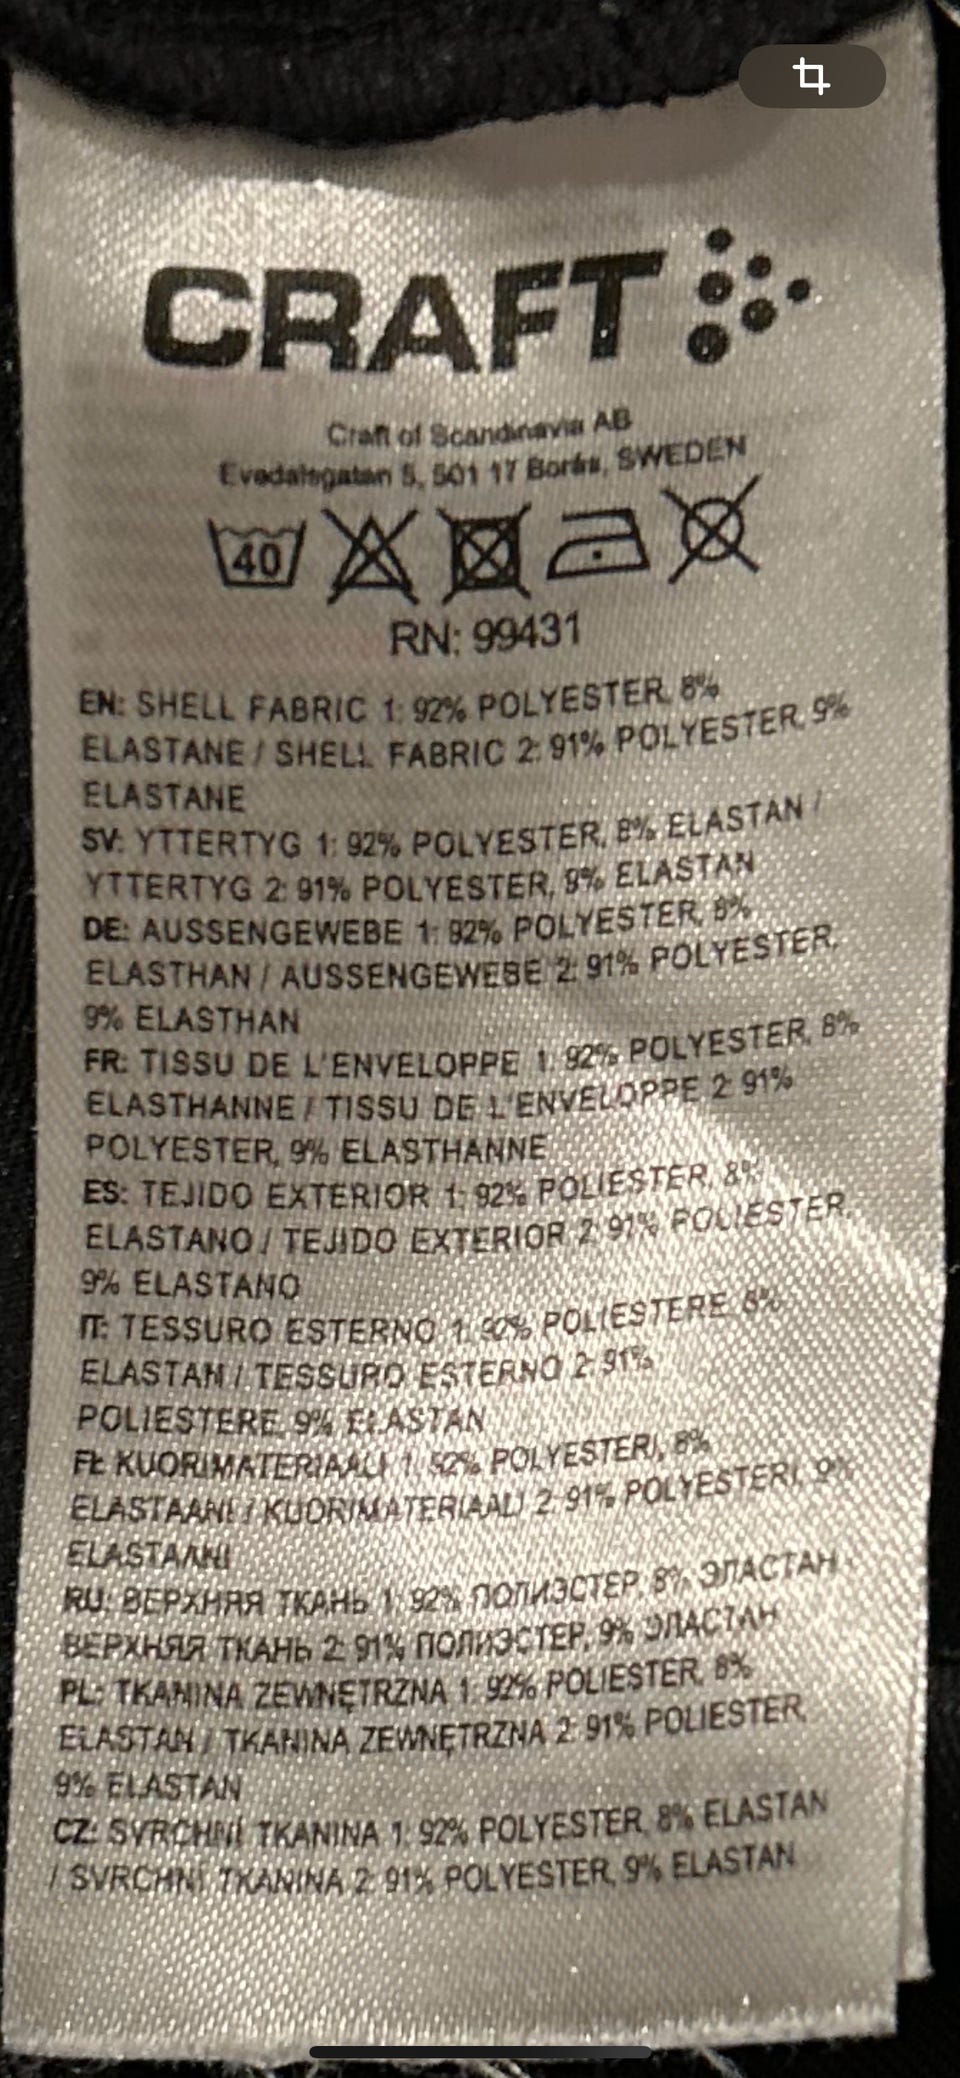 CRAFT
Craft of Scandinavia AB
Evedalsgatan 5, 501 17 Borås, SWEDEN
40
RN: 99431
EN: SHELL FABRIC 1: 92% POLYESTER, 8%
ELASTANE / SHELL FABRIC 2: 91% POLYESTER, 9%
ELASTANE
SV: YTTERTYG 1: 92% POLYESTER, 8% ELASTAN /
YTTERTYG 2: 91% POLYESTER, 9% ELASTAN
DE: AUSSENGEWEBE 1: 92% POLYESTER, 8%
ELASTHAN / AUSSENGEWEBE 2: 91% POLYESTER,
9% ELASTHAN
FR: TISSU DE L'ENVELOPPE 1: 92% POLYESTER, 8%
ELASTHANNE / TISSU DE L'ENVELOPPE 2: 91%
POLYESTER, 9% ELASTHANNE
ES: TEJIDO EXTERIOR 1: 92% POLIESTER, 8%
ELASTANO / TEJIDO EXTERIOR 2: 91% POLIESTER,
9% ELASTANO
IT: TESSURO ESTERNO 1: 92% POLIESTERE, 8%
ELASTAN / TESSURO ESTERNO 2: 91%
POLIESTERE, 9% ELASTAN
FI: KUORIMATERIAALI 1: 92% POLYESTERI, 8%
ELASTAANI / KUORIMATERIAALI 2: 91% POLYESTERI, 9%
ELASTAANI
RU: ВЕРХНЯЯ ТКАНЬ 1: 92% ПОЛИЭСТЕР, 8% ЭЛАСТАН
ВЕРХНЯЯ ТКАНЬ 2: 91% ПОЛИЭСТЕР, 9% ЭЛАСТАН
PL: TKANINA ZEWNĘTRZNA 1: 92% POLIESTER, 8%
ELASTAN / TKANINA ZEWNĘTRZNA 2: 91% POLIESTER,
9% ELASTAN
CZ: SVRCHNÍ TKANINA 1: 92% POLYESTER, 8% ELASTAN
/ SVRCHNÍ TKANINA 2: 91% POLYESTER, 9% ELASTAN